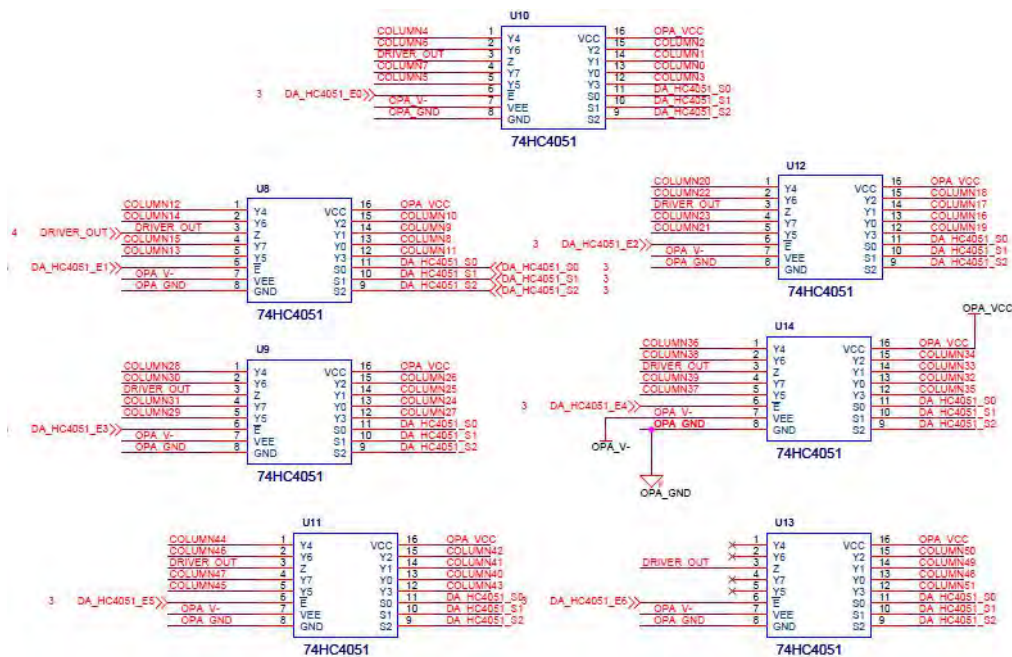 U10
COLUMN4 1 Y4 VCC 16 OPA_VCC
COLUMN6 2 Y6 Y2 15 COLUMN2
DRIVER_OUT 3 Z Y1 14 COLUMN1
COLUMN7 4 Y7 Y0 13 COLUMN0
COLUMN5 5 Y5 Y3 12 COLUMN3
3 DA_HC4051_E0 6 E S0 11 DA_HC4051_S0
OPA_V- 7 VEE S1 10 DA_HC4051_S1
OPA_GND 8 GND S2 9 DA_HC4051_S2
74HC4051
U8
COLUMN12 1 Y4 VCC 16 OPA_VCC
COLUMN14 2 Y6 Y2 15 COLUMN10
4 DRIVER_OUT DRIVER_OUT 3 Z Y1 14 COLUMN9
COLUMN15 4 Y7 Y0 13 COLUMN8
COLUMN13 5 Y5 Y3 12 COLUMN11
DA_HC4051_E1 6 E S0 11 DA_HC4051_S0 DA_HC4051_S0 3
OPA_V- 7 VEE S1 10 DA_HC4051_S1 DA_HC4051_S1 3
OPA_GND 8 GND S2 9 DA_HC4051_S2 DA_HC4051_S2 3
74HC4051
U12
COLUMN20 1 Y4 VCC 16 OPA_VCC
COLUMN22 2 Y6 Y2 15 COLUMN18
DRIVER_OUT 3 Z Y1 14 COLUMN17
COLUMN23 4 Y7 Y0 13 COLUMN16
COLUMN21 5 Y5 Y3 12 COLUMN19
3 DA_HC4051_E2 6 E S0 11 DA_HC4051_S0
OPA_V- 7 VEE S1 10 DA_HC4051_S1
OPA_GND 8 GND S2 9 DA_HC4051_S2
74HC4051
U9
COLUMN28 1 Y4 VCC 16 OPA_VCC
COLUMN30 2 Y6 Y2 15 COLUMN26
DRIVER_OUT 3 Z Y1 14 COLUMN25
COLUMN31 4 Y7 Y0 13 COLUMN24
COLUMN29 5 Y5 Y3 12 COLUMN27
DA_HC4051_E3 6 E S0 11 DA_HC4051_S0
OPA_V- 7 VEE S1 10 DA_HC4051_S1
OPA_GND 8 GND S2 9 DA_HC4051_S2
74HC4051
OPA_VCC
U14
COLUMN36 1 Y4 VCC 16 OPA_VCC
COLUMN38 2 Y6 Y2 15 COLUMN34
DRIVER_OUT 3 Z Y1 14 COLUMN33
COLUMN39 4 Y7 Y0 13 COLUMN32
COLUMN37 5 Y5 Y3 12 COLUMN35
3 DA_HC4051_E4 6 E S0 11 DA_HC4051_S0
OPA_V- 7 VEE S1 10 DA_HC4051_S1
OPA_GND 8 GND S2 9 DA_HC4051_S2
OPA_V-
74HC4051
OPA_GND
U11
COLUMN44 1 Y4 VCC 16 OPA_VCC
COLUMN46 2 Y6 Y2 15 COLUMN42
DRIVER_OUT 3 Z Y1 14 COLUMN41
COLUMN47 4 Y7 Y0 13 COLUMN40
COLUMN45 5 Y5 Y3 12 COLUMN43
3 DA_HC4051_E5 6 E S0 11 DA_HC4051_S0
OPA_V- 7 VEE S1 10 DA_HC4051_S1
OPA_GND 8 GND S2 9 DA_HC4051_S2
74HC4051
U13
1 Y4 VCC 16 OPA_VCC
2 Y6 Y2 15 COLUMN50
DRIVER_OUT 3 Z Y1 14 COLUMN49
4 Y7 Y0 13 COLUMN48
5 Y5 Y3 12 COLUMN51
3 DA_HC4051_E6 6 E S0 11 DA_HC4051_S0
OPA_V- 7 VEE S1 10 DA_HC4051_S1
OPA_GND 8 GND S2 9 DA_HC4051_S2
74HC4051